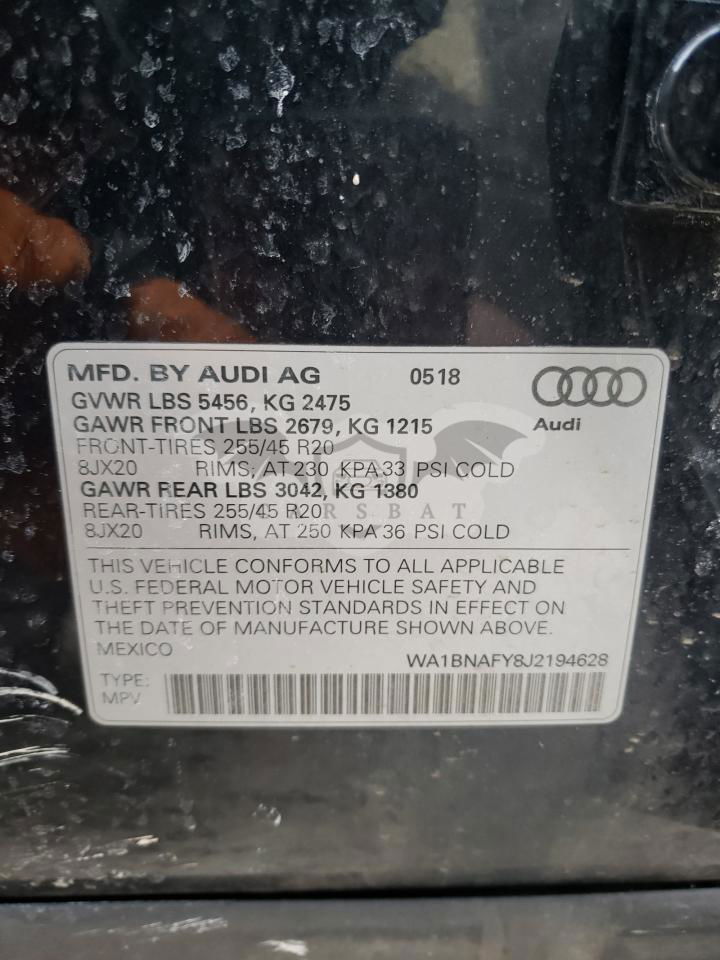 MFD. BY AUDI AG 0518
Audi
GVWR LBS 5456, KG 2475
GAWR FRONT LBS 2679, KG 1215
FRONT-TIRES 255/45 R20
8JX20 RIMS, AT 230 KPA 33 PSI COLD
GAWR REAR LBS 3042, KG 1380
REAR-TIRES 255/45 R20
8JX20 RIMS, AT 250 KPA 36 PSI COLD
THIS VEHICLE CONFORMS TO ALL APPLICABLE
U.S. FEDERAL MOTOR VEHICLE SAFETY AND
THEFT PREVENTION STANDARDS IN EFFECT ON
THE DATE OF MANUFACTURE SHOWN ABOVE.
MEXICO
WA1BNAFY8J2194628
TYPE:
MPV